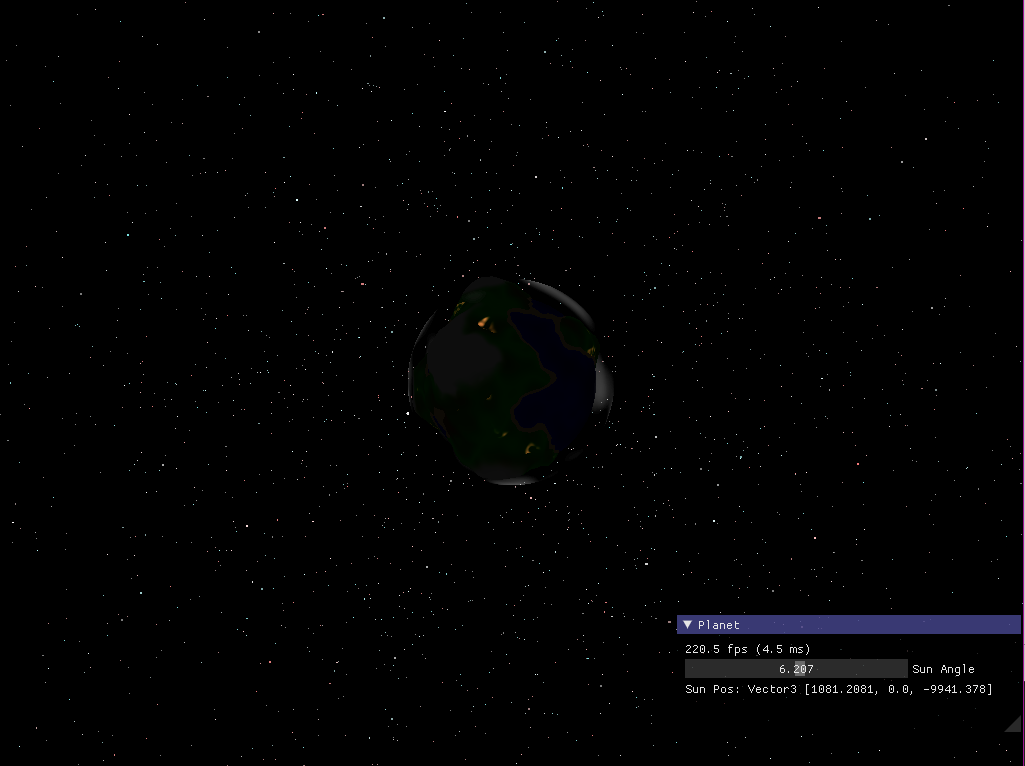 Planet
220.5 fps (4.5 ms)
6.207 Sun Angle
Sun Pos: Vector3 [1081.2081, 0.0, -9941.378]